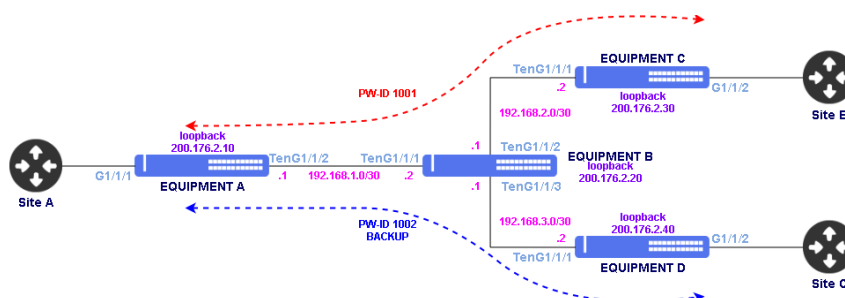 EQUIPMENT C
TenG1/1/1
.2
G1/1/2
loopback
200.176.2.30
PW-ID 1001
192.168.2.0/30
Site B
loopback
200.176.2.10
.1
TenG1/1/2
TenG1/1/2
TenG1/1/1
EQUIPMENT B
G1/1/1
EQUIPMENT A
.1
192.168.1.0/30
.2
.1
TenG1/1/3
loopback
200.176.2.20
Site A
PW-ID 1002
BACKUP
192.168.3.0/30
.2
loopback
200.176.2.40
G1/1/2
TenG1/1/1
EQUIPMENT D
Site C